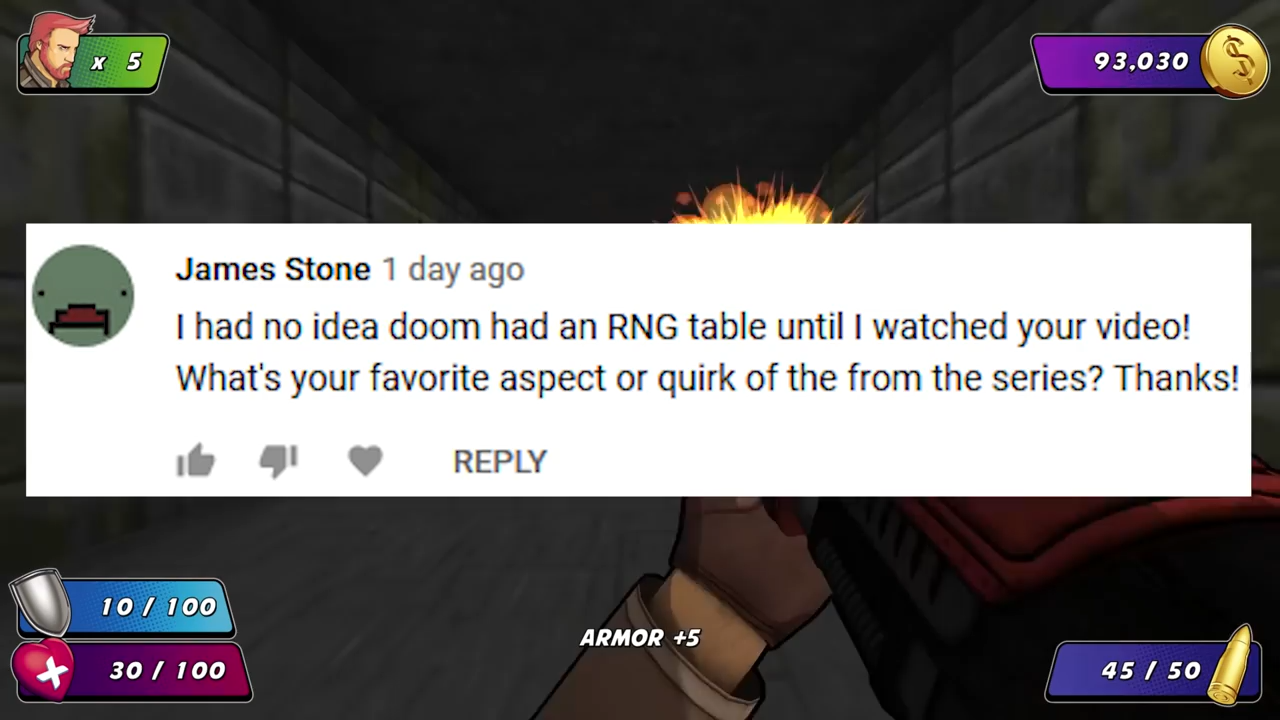 x 5
93,030
James Stone 1 day ago
I had no idea doom had an RNG table until I watched your video!
What's your favorite aspect or quirk of the from the series? Thanks!
REPLY
10 / 100
ARMOR +5
30 / 100
45 / 50